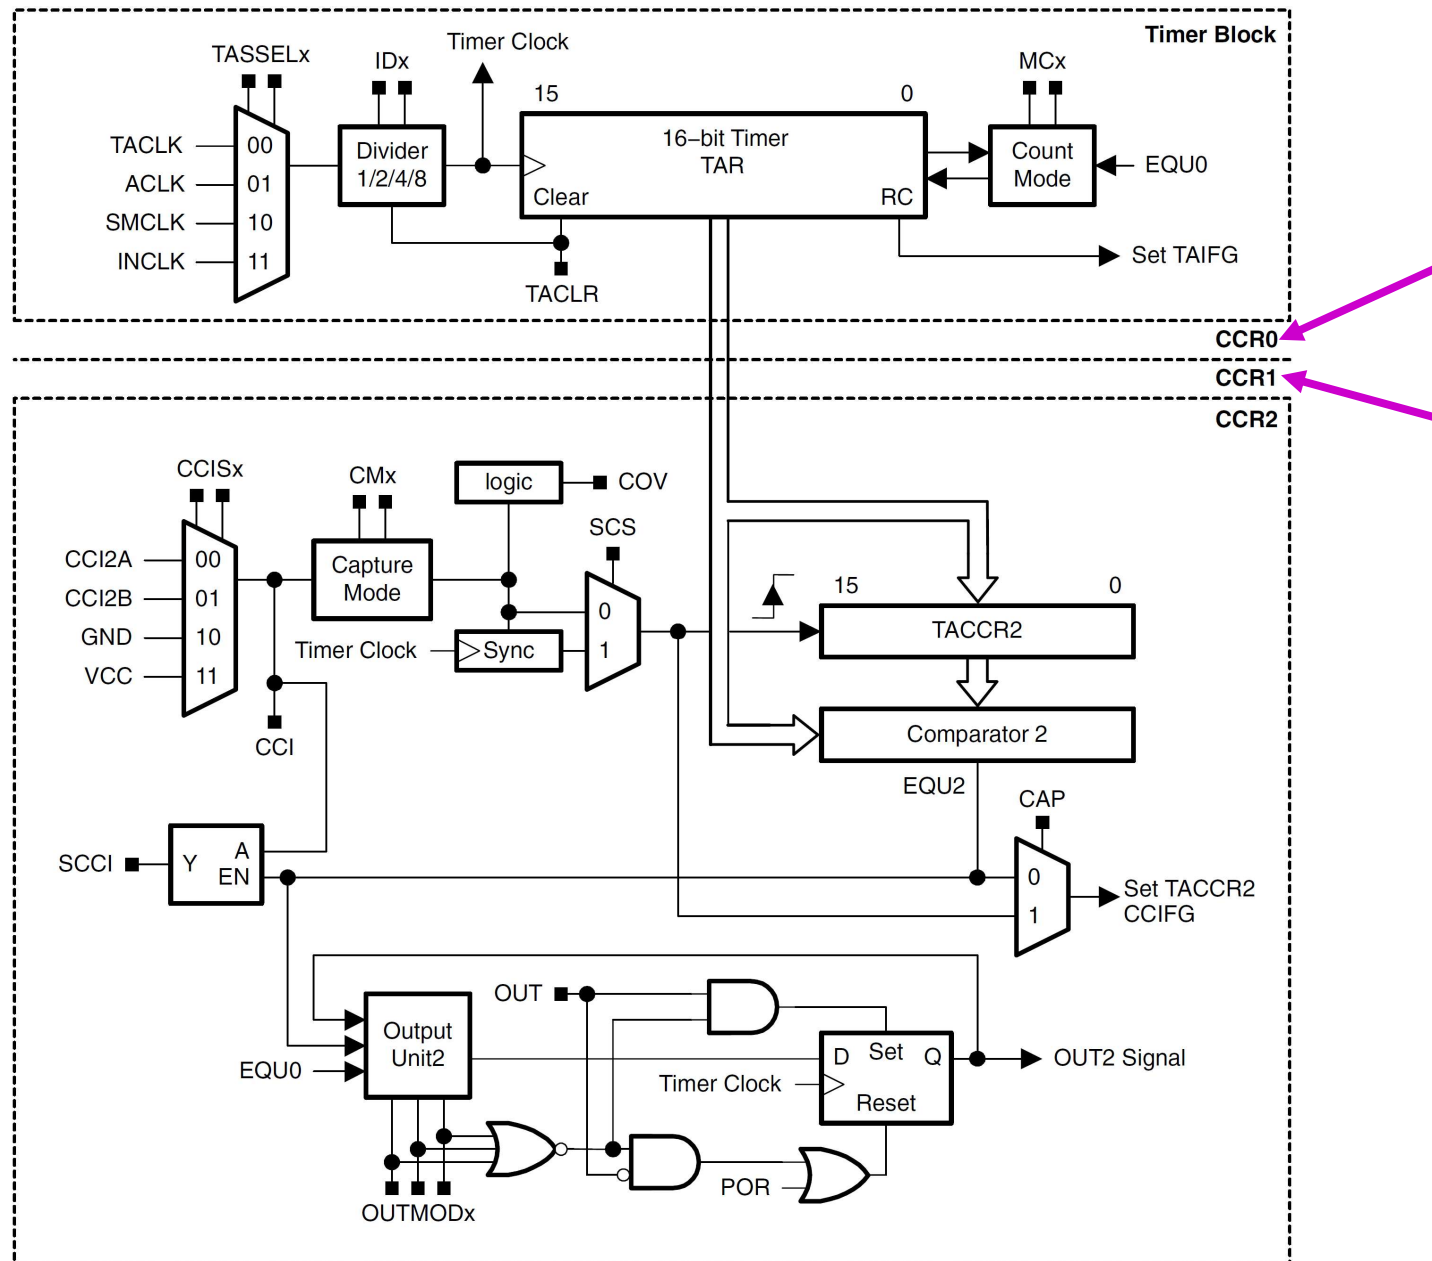 Timer Block
Timer Clock
TASSELx
IDx
MCx
15
0
TACLK
00
ACLK
01
SMCLK
10
INCLK
11
Divider
1/2/4/8
16−bit Timer
TAR
Clear
RC
Count
Mode
EQU0
Set TAIFG
TACLR
CCR0
CCR1
CCR2
CCISx
CMx
logic
COV
SCS
CCI2A
00
CCI2B
01
GND
10
VCC
11
Capture
Mode
0
1
Timer Clock
Sync
15
0
TACCR2
Comparator 2
CCI
EQU2
CAP
SCCI
Y
A
EN
0
1
Set TACCR2
CCIFG
OUT
Output
Unit2
EQU0
D
Set
Q
Timer Clock
Reset
OUT2 Signal
POR
OUTMODx